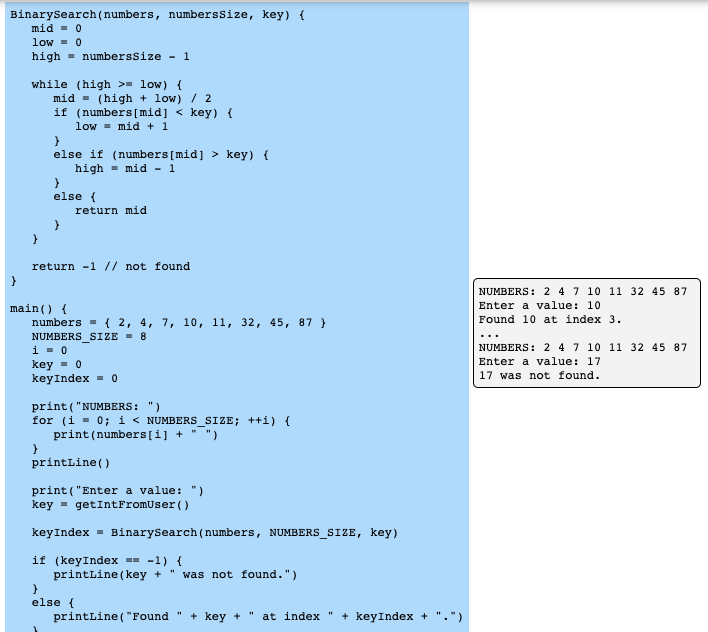 BinarySearch(numbers, numbersSize, key) {
   mid = 0
   low = 0
   high = numbersSize - 1

   while (high >= low) {
      mid = (high + low) / 2
      if (numbers[mid] < key) {
         low = mid + 1
      }
      else if (numbers[mid] > key) {
         high = mid - 1
      }
      else {
         return mid
      }
   }

   return -1 // not found
}

main() {
   numbers = { 2, 4, 7, 10, 11, 32, 45, 87 }
   NUMBERS_SIZE = 8
   i = 0
   key = 0
   keyIndex = 0

   print("NUMBERS: ")
   for (i = 0; i < NUMBERS_SIZE; ++i) {
      print(numbers[i] + " ")
   }
   printLine()

   print("Enter a value: ")
   key = getIntFromUser()

   keyIndex = BinarySearch(numbers, NUMBERS_SIZE, key)

   if (keyIndex == -1) {
      printLine(key + " was not found.")
   }
   else {
      printLine("Found " + key + " at index " + keyIndex + ".")
   }
NUMBERS: 2 4 7 10 11 32 45 87
Enter a value: 10
Found 10 at index 3.
...
NUMBERS: 2 4 7 10 11 32 45 87
Enter a value: 17
17 was not found.